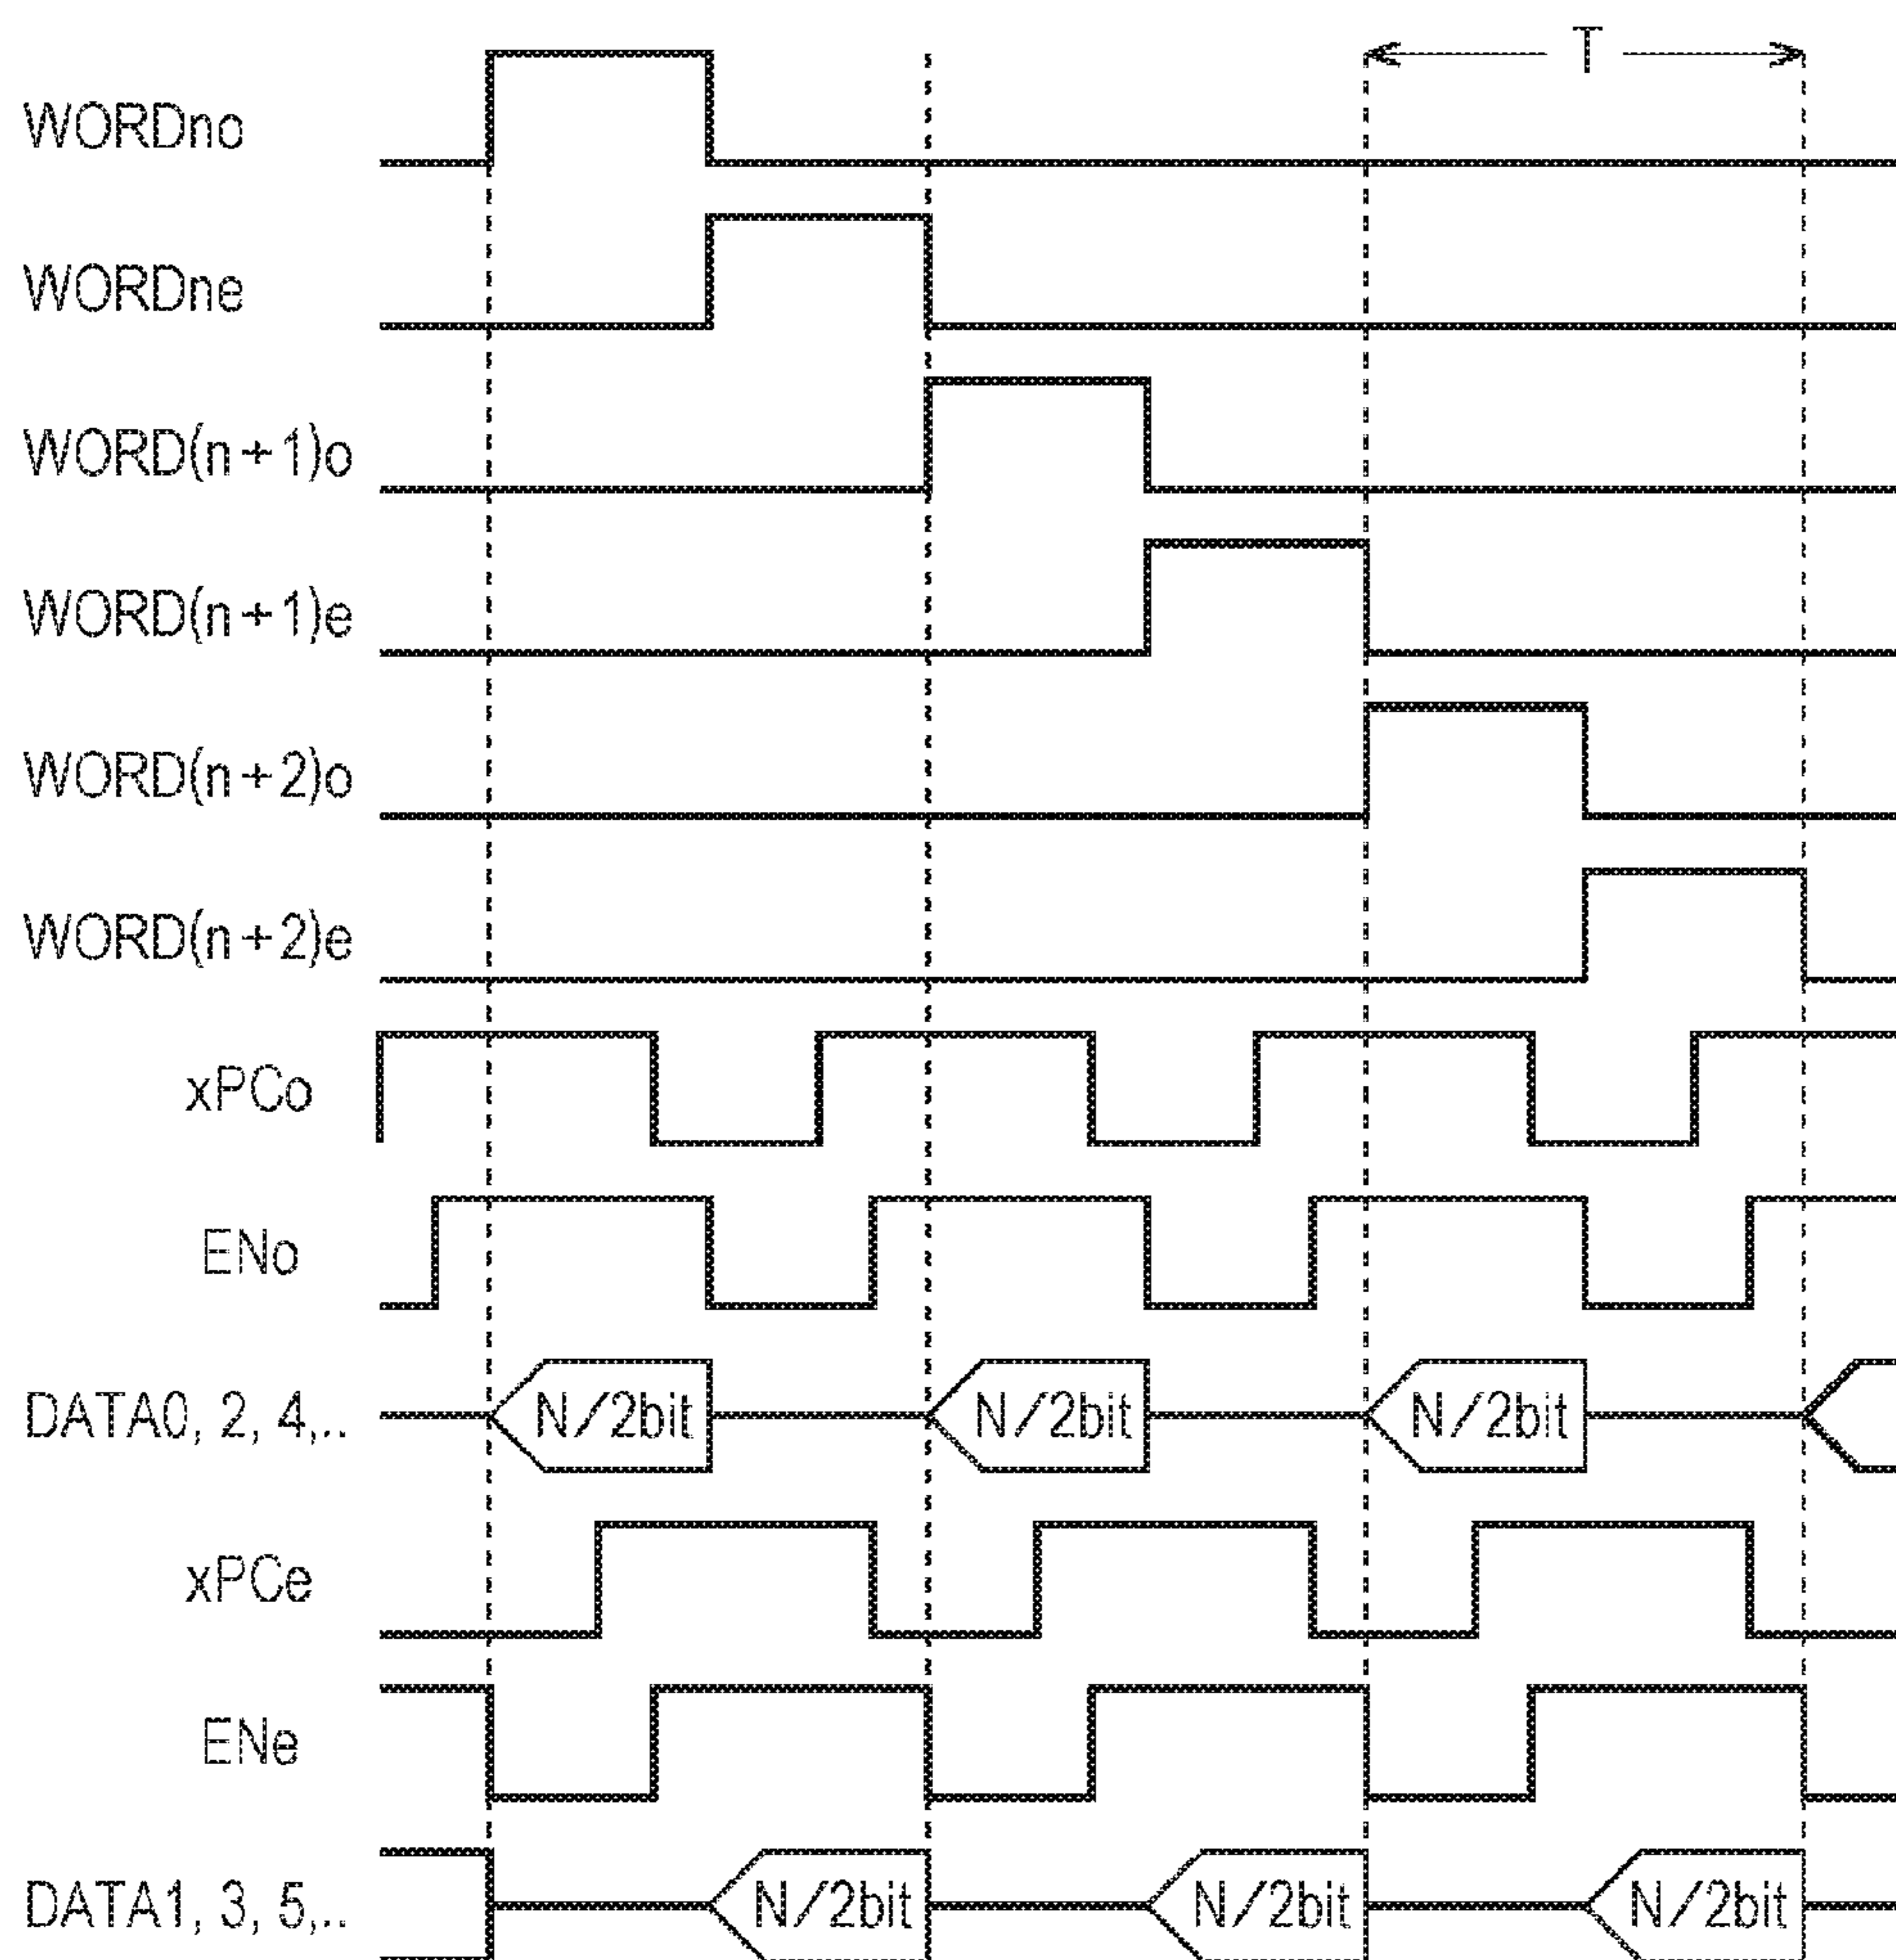 T
WORDno
WORDne
WORD(n+1)o
WORD(n+1)e
WORD(n+2)o
WORD(n+2)e
xPCo
ENo
DATA0, 2, 4,.. N/2bit N/2bit N/2bit
xPCe
ENe
DATA1, 3, 5,.. N/2bit N/2bit N/2bit